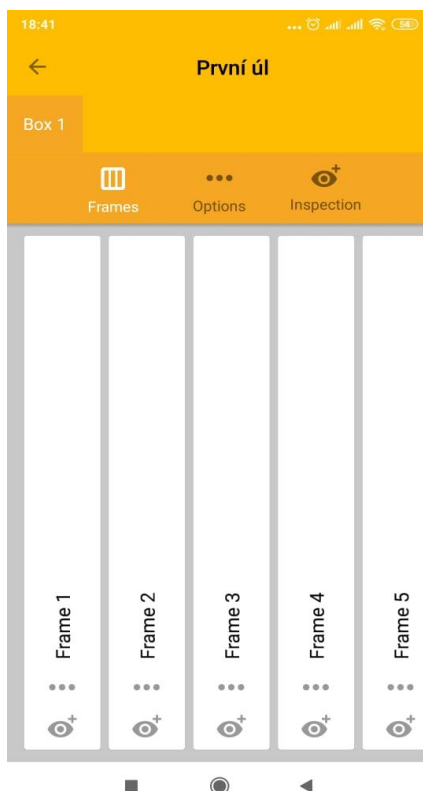 18:41
54
První úl
Box 1
Frames
Options
Inspection
Frame 1
Frame 2
Frame 3
Frame 4
Frame 5